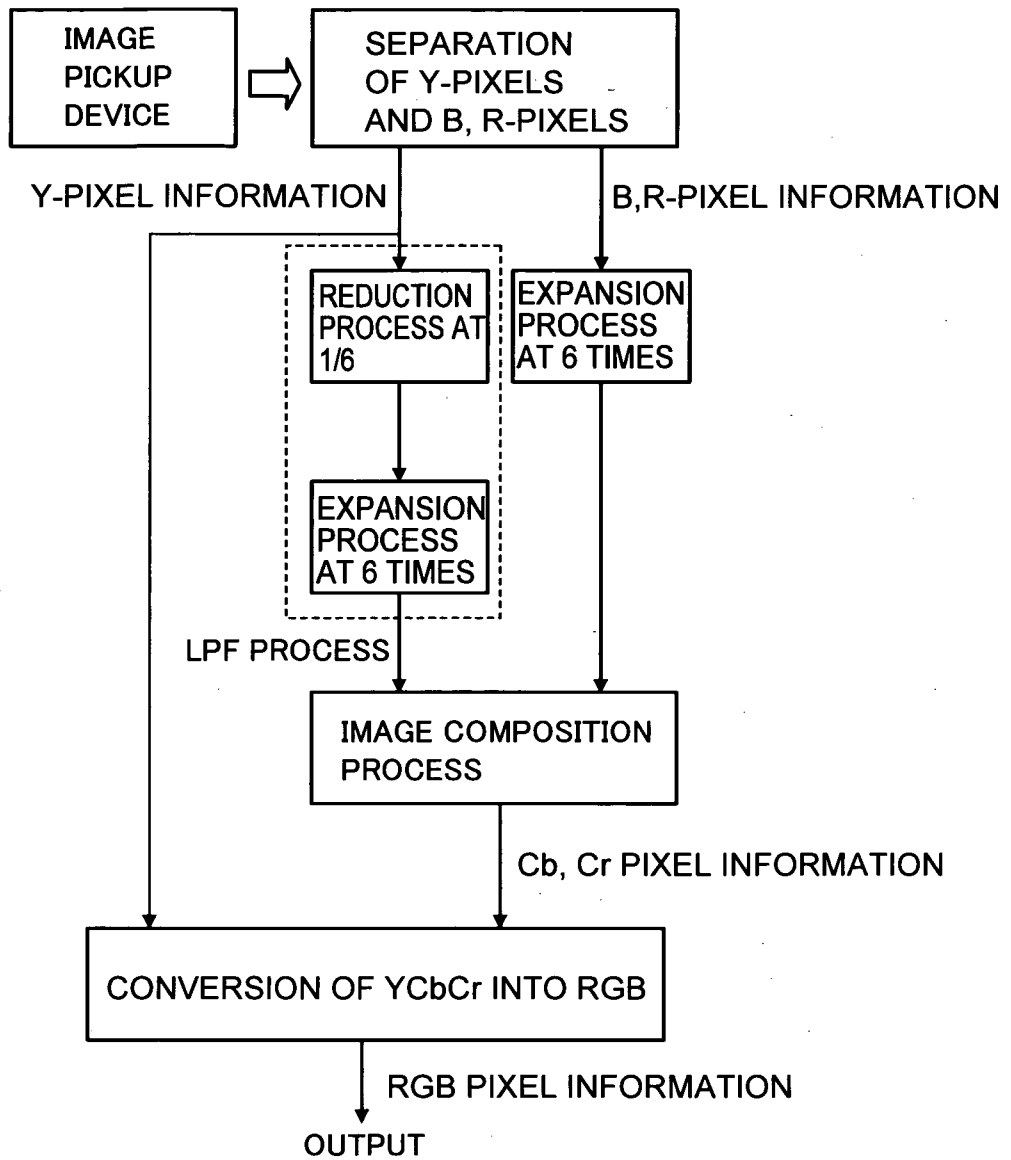 IMAGE
PICKUP
DEVICE
SEPARATION
OF Y-PIXELS
AND B, R-PIXELS
Y-PIXEL INFORMATION
B,R-PIXEL INFORMATION
REDUCTION
PROCESS AT
1/6
EXPANSION
PROCESS
AT 6 TIMES
EXPANSION
PROCESS
AT 6 TIMES
LPF PROCESS
IMAGE COMPOSITION
PROCESS
Cb, Cr PIXEL INFORMATION
CONVERSION OF YCbCr INTO RGB
RGB PIXEL INFORMATION
OUTPUT